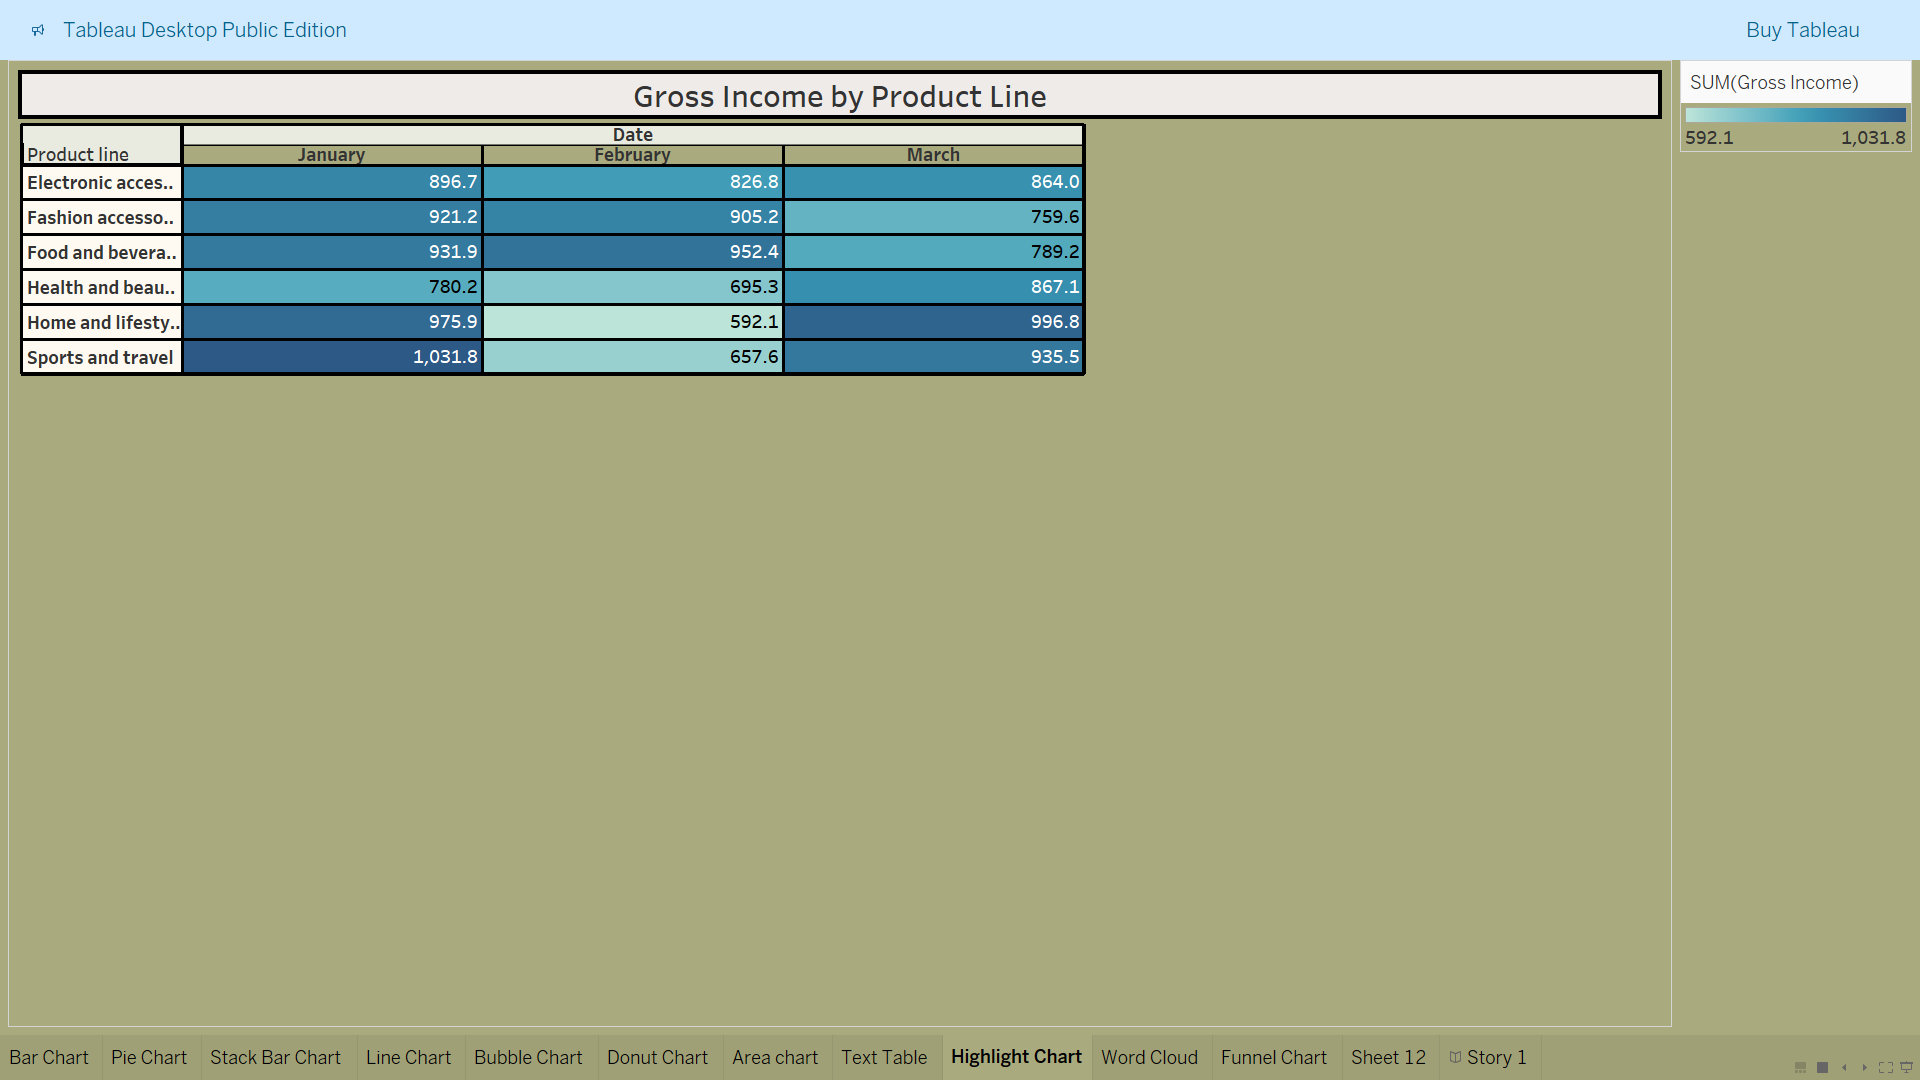 Tableau Desktop Public Edition
Buy Tableau
Gross Income by Product Line
SUM(Gross Income)
592.1 1,031.8
Date
Product line January February March
Electronic acces.. 896.7 826.8 864.0
Fashion accesso.. 921.2 905.2 759.6
Food and bevera.. 931.9 952.4 789.2
Health and beau.. 780.2 695.3 867.1
Home and lifesty.. 975.9 592.1 996.8
Sports and travel 1,031.8 657.6 935.5
Bar Chart Pie Chart Stack Bar Chart Line Chart Bubble Chart Donut Chart Area chart Text Table Highlight Chart Word Cloud Funnel Chart Sheet 12 Story 1